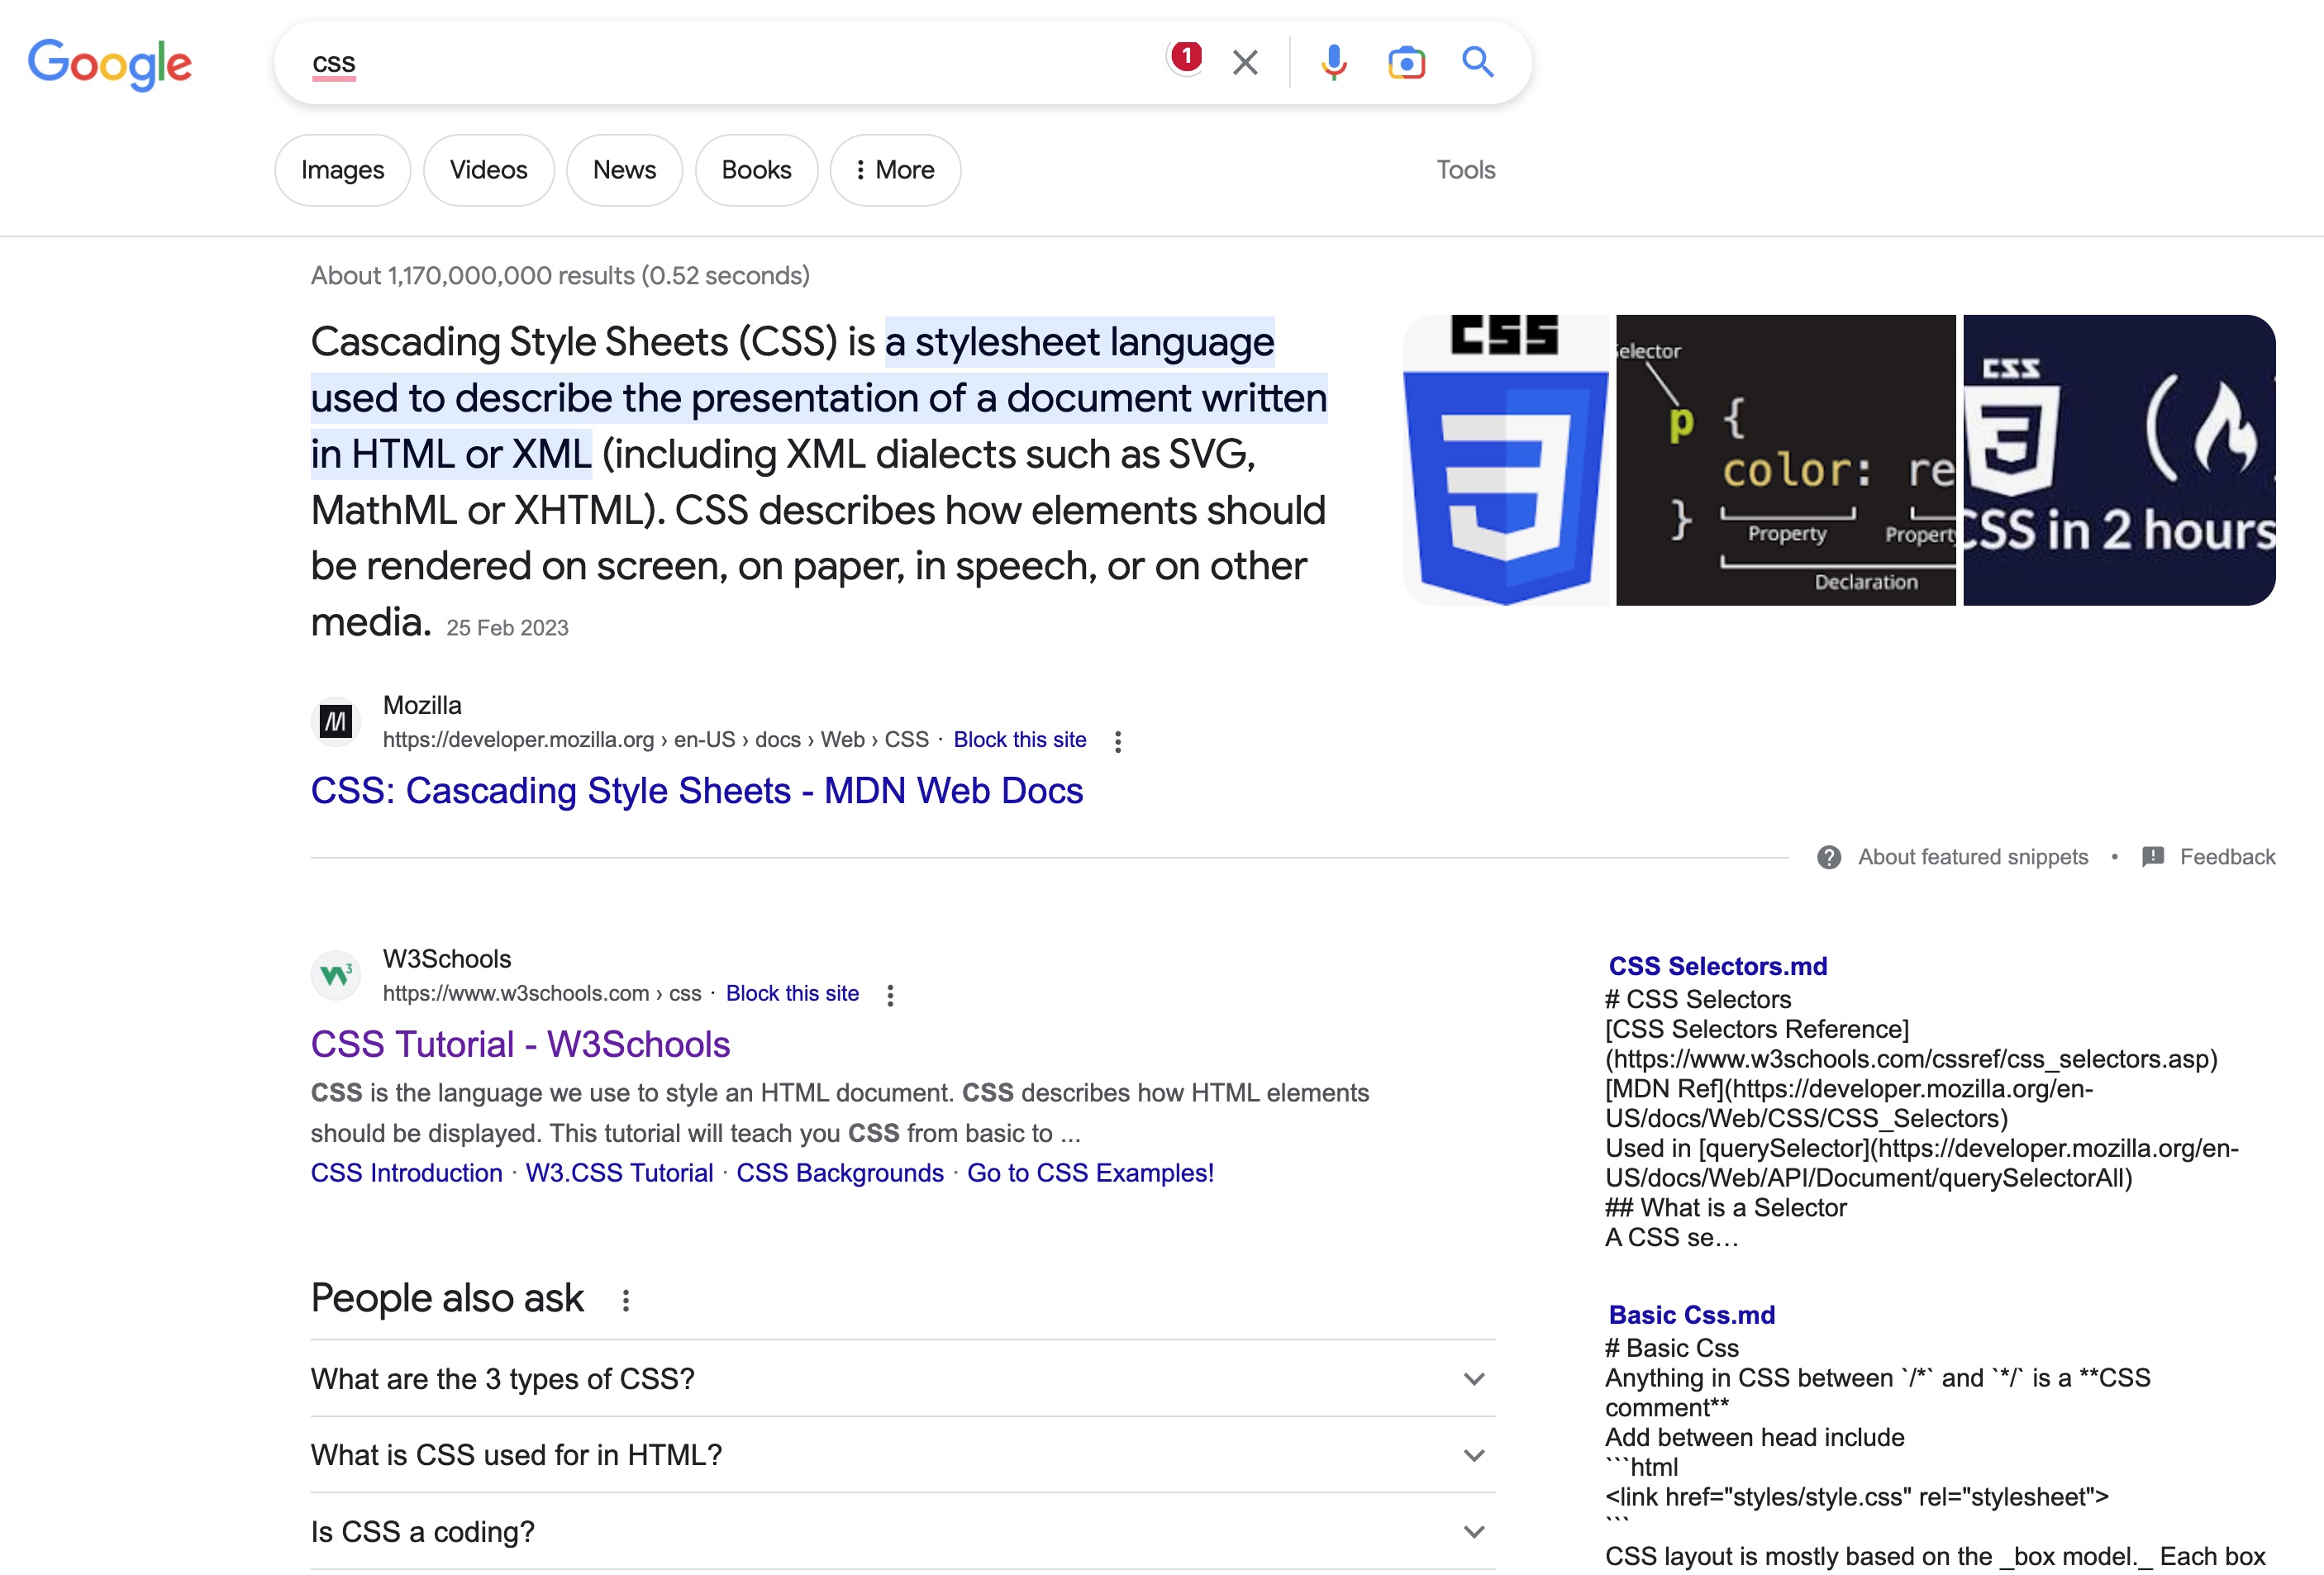 Google
css
1
Images
Videos
News
Books
More
Tools
About 1,170,000,000 results (0.52 seconds)
Cascading Style Sheets (CSS) is a stylesheet language
used to describe the presentation of a document written
in HTML or XML (including XML dialects such as SVG,
MathML or XHTML). CSS describes how elements should
be rendered on screen, on paper, in speech, or on other
media. 25 Feb 2023
CSS
Selector
p {
color: re
}
Property
Property
Declaration
CSS
CSS in 2 hours
Mozilla
https://developer.mozilla.org › en-US › docs › Web › CSS · Block this site
CSS: Cascading Style Sheets - MDN Web Docs
About featured snippets • Feedback
W3Schools
https://www.w3schools.com › css · Block this site
CSS Tutorial - W3Schools
CSS is the language we use to style an HTML document. CSS describes how HTML elements
should be displayed. This tutorial will teach you CSS from basic to ...
CSS Introduction · W3.CSS Tutorial · CSS Backgrounds · Go to CSS Examples!
People also ask
What are the 3 types of CSS?
What is CSS used for in HTML?
Is CSS a coding?
CSS Selectors.md
# CSS Selectors
[CSS Selectors Reference]
(https://www.w3schools.com/cssref/css_selectors.asp)
[MDN Ref](https://developer.mozilla.org/en-
US/docs/Web/CSS/CSS_Selectors)
Used in [querySelector](https://developer.mozilla.org/en-
US/docs/Web/API/Document/querySelectorAll)
## What is a Selector
A CSS se…
Basic Css.md
# Basic Css
Anything in CSS between `/*` and `*/` is a **CSS
comment**
Add between head include
```html
<link href="styles/style.css" rel="stylesheet">
```
CSS layout is mostly based on the _box model._ Each box